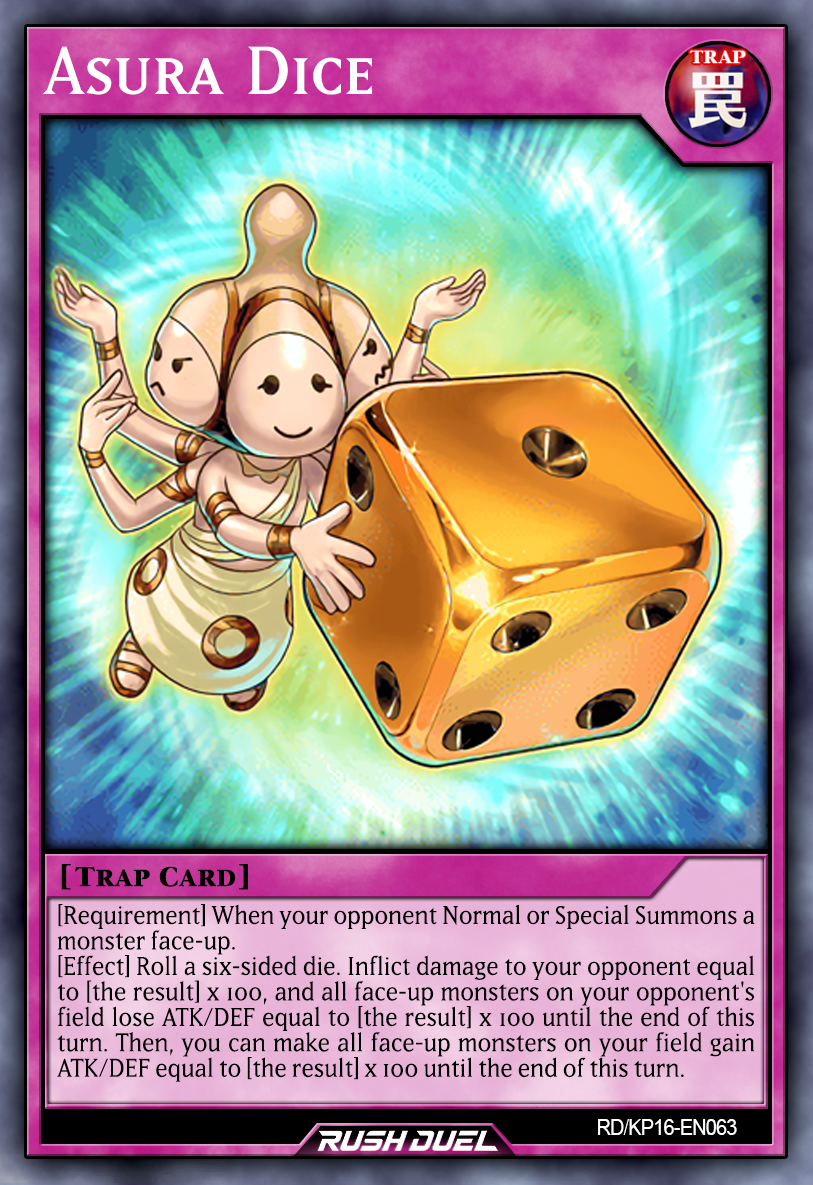 Asura Dice
TRAP
罠
[Trap Card]
[Requirement] When your opponent Normal or Special Summons a
monster face-up.
[Effect] Roll a six-sided die. Inflict damage to your opponent equal
to [the result] x 100, and all face-up monsters on your opponent's
field lose ATK/DEF equal to [the result] x 100 until the end of this
turn. Then, you can make all face-up monsters on your field gain
ATK/DEF equal to [the result] x 100 until the end of this turn.
RD/KP16-EN063
RUSH DUEL